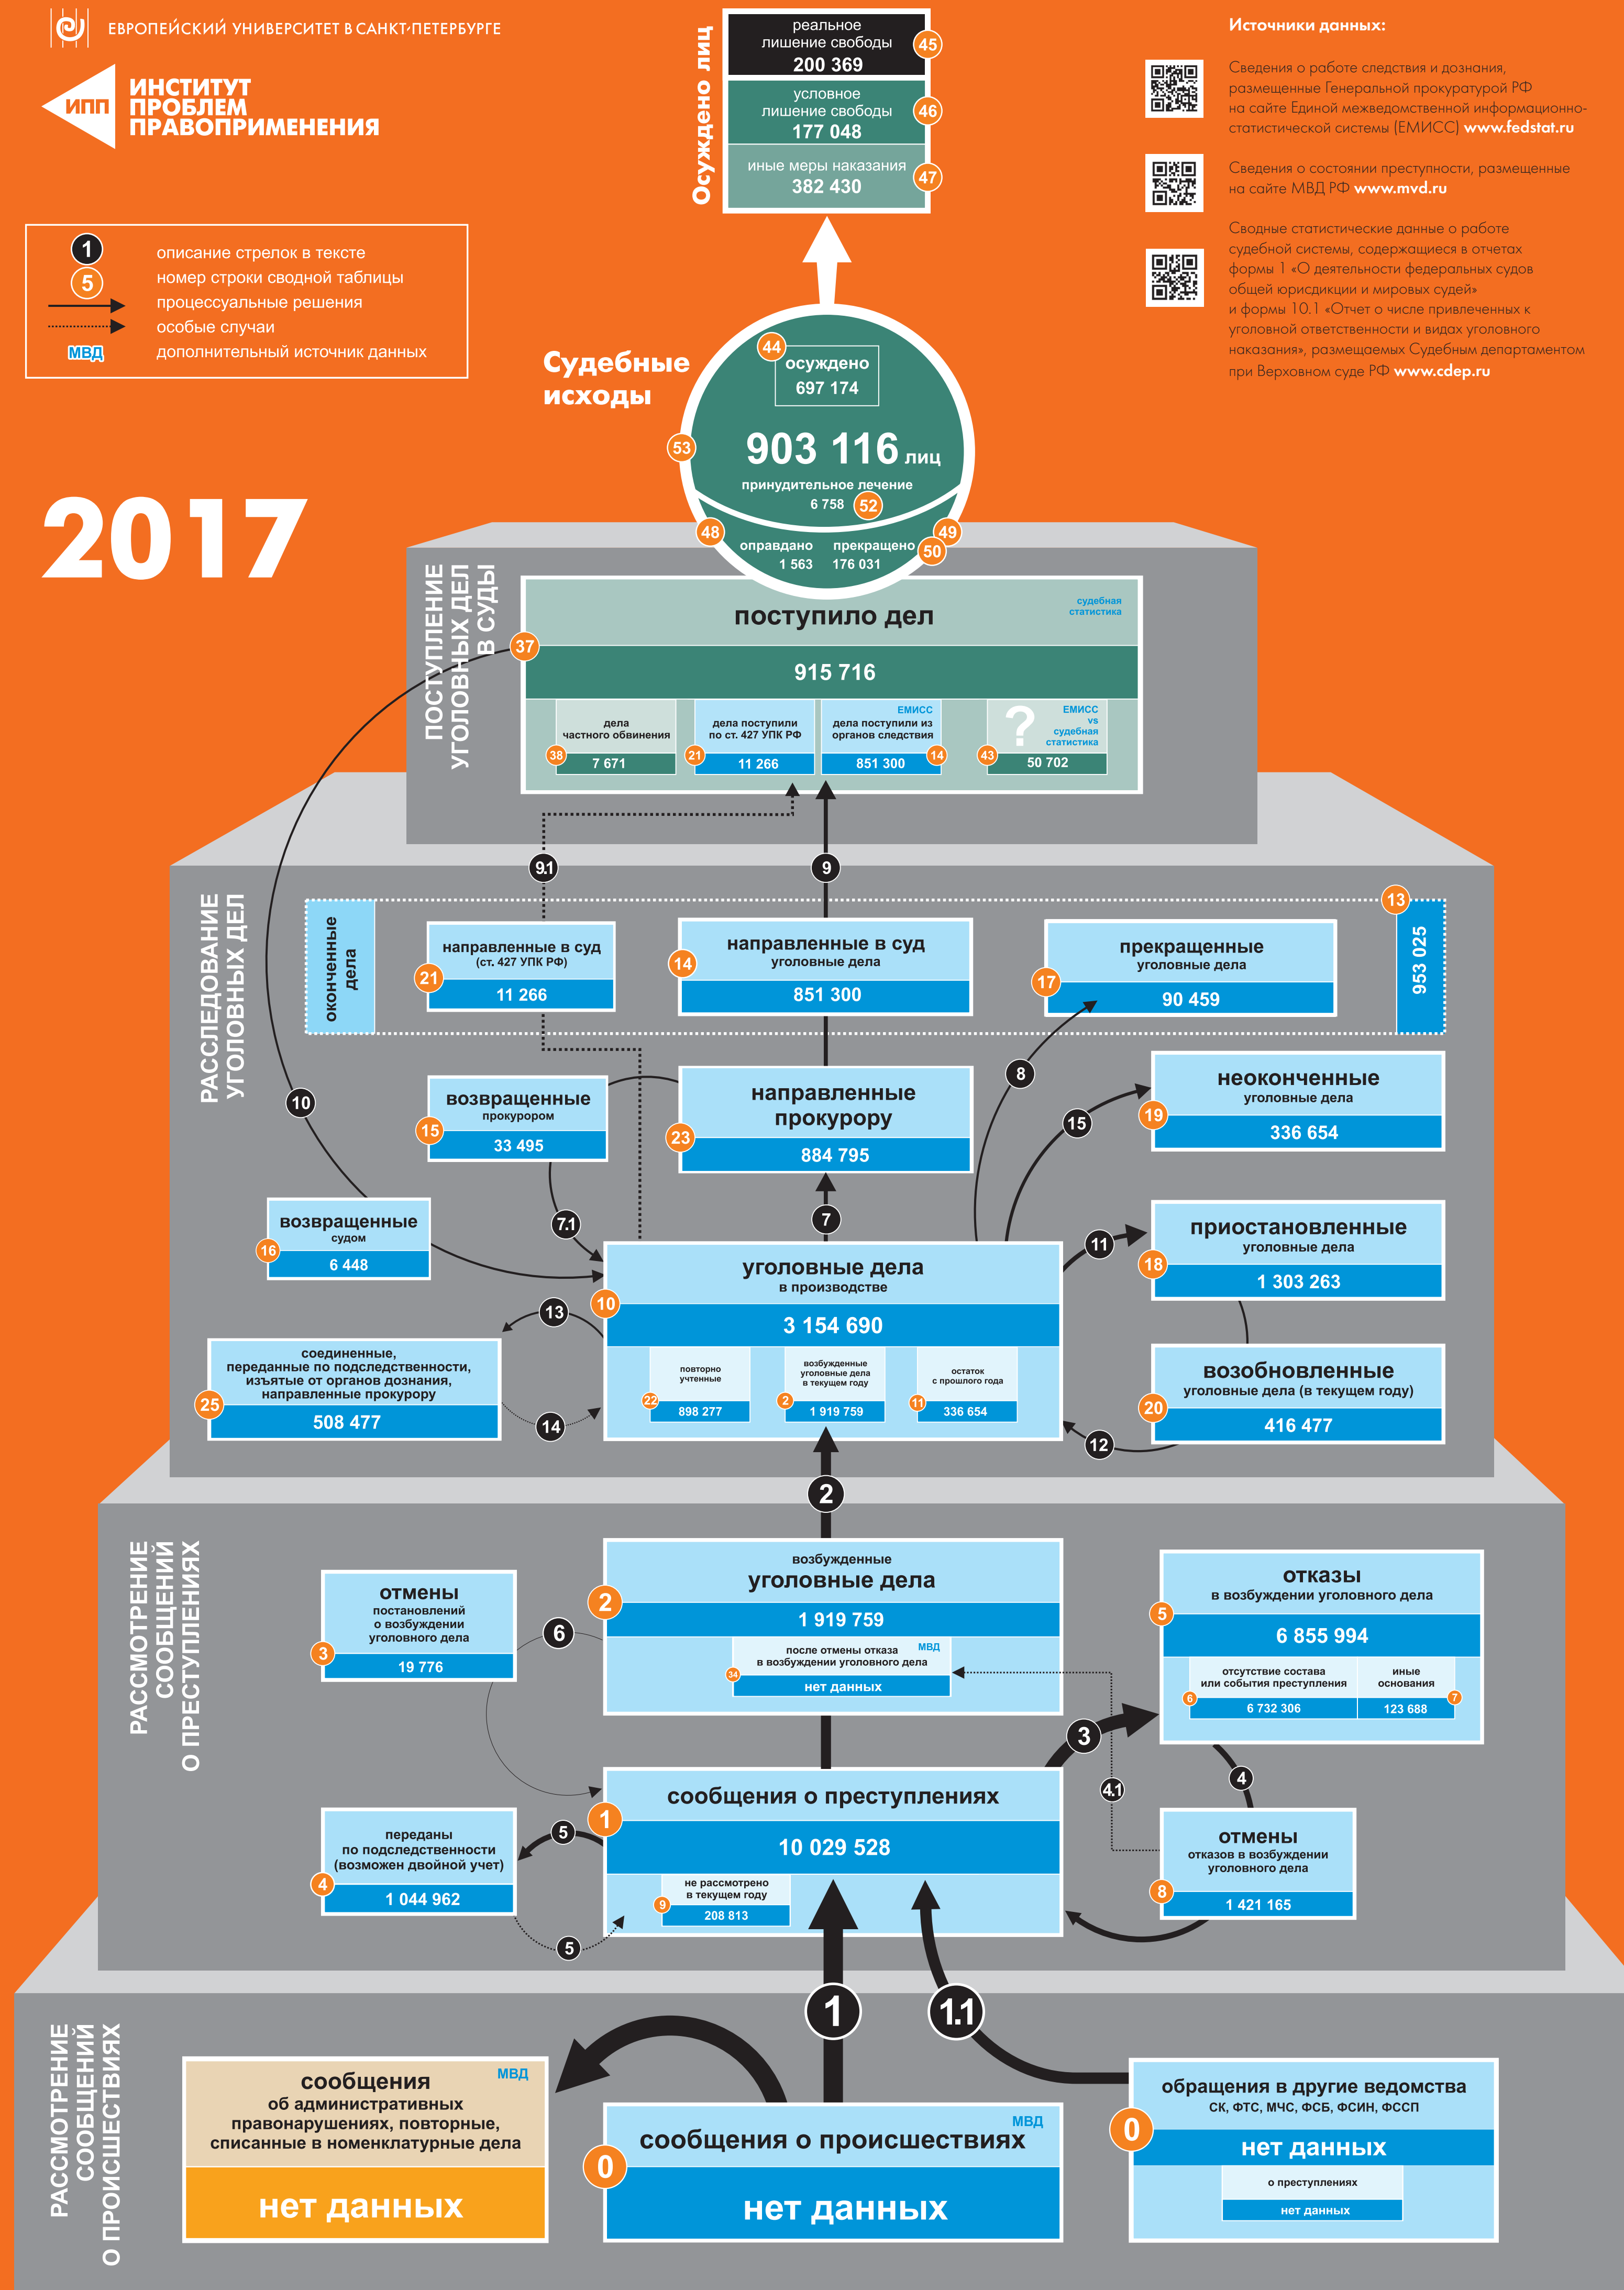 ЕВРОПЕЙСКИЙ УНИВЕРСИТЕТ В САНКТ-ПЕТЕРБУРГЕ
ИПП
ИНСТИТУТ
ПРОБЛЕМ
ПРАВОПРИМЕНЕНИЯ
1 описание стрелок в тексте
5 номер строки сводной таблицы
процессуальные решения
особые случаи
МВД дополнительный источник данных
2017
Осуждено лиц
реальное
лишение свободы
200 369
45
условное
лишение свободы
177 048
46
иные меры наказания
382 430
47
Источники данных:
Сведения о работе следствия и дознания,
размещенные Генеральной прокуратурой РФ
на сайте Единой межведомственной информационно-
статистической системы (ЕМИСС) www.fedstat.ru
Сведения о состоянии преступности, размещенные
на сайте МВД РФ www.mvd.ru
Сводные статистические данные о работе
судебной системы, содержащиеся в отчетах
формы 1 «О деятельности федеральных судов
общей юрисдикции и мировых судей»
и формы 10.1 «Отчет о числе привлеченных к
уголовной ответственности и видах уголовного
наказания», размещаемых Судебным департаментом
при Верховном суде РФ www.cdep.ru
Судебные
исходы
44
осуждено
697 174
53
903 116 лиц
принудительное лечение
6 758 52
48
49
50
оправдано
1 563
прекращено
176 031
ПОСТУПЛЕНИЕ
УГОЛОВНЫХ ДЕЛ
В СУДЫ
поступило дел
судебная
статистика
37
915 716
дела
частного обвинения
38
7 671
дела поступили
по ст. 427 УПК РФ
21
11 266
ЕМИСС
дела поступили из
органов следствия
14
851 300
?
ЕМИСС
vs
судебная
статистика
43
50 702
9.1
9
РАССЛЕДОВАНИЕ
УГОЛОВНЫХ ДЕЛ
оконченные
дела
13
953 025
направленные в суд
(ст. 427 УПК РФ)
21
11 266
направленные в суд
уголовные дела
14
851 300
прекращенные
уголовные дела
17
90 459
8
10
возвращенные
прокурором
15
33 495
направленные
прокурору
23
884 795
15
неоконченные
уголовные дела
19
336 654
7.1
7
возвращенные
судом
16
6 448
11
приостановленные
уголовные дела
18
1 303 263
уголовные дела
в производстве
10
3 154 690
повторно
учтенные
22
898 277
возбужденные
уголовные дела
в текущем году
2
1 919 759
остаток
с прошлого года
11
336 654
13
соединенные,
переданные по подследственности,
изъятые от органов дознания,
направленные прокурору
25
508 477
14
возобновленные
уголовные дела (в текущем году)
20
416 477
12
2
РАССМОТРЕНИЕ
СООБЩЕНИЙ
О ПРЕСТУПЛЕНИЯХ
отмены
постановлений
о возбуждении
уголовного дела
3
19 776
6
возбужденные
уголовные дела
2
1 919 759
после отмены отказа
в возбуждении уголовного дела
МВД
34
нет данных
отказы
в возбуждении уголовного дела
5
6 855 994
отсутствие состава
или события преступления
6
6 732 306
иные
основания
7
123 688
3
4
4.1
сообщения о преступлениях
1
10 029 528
не рассмотрено
в текущем году
9
208 813
5
переданы
по подследственности
(возможен двойной учет)
4
1 044 962
5
отмены
отказов в возбуждении
уголовного дела
8
1 421 165
1
1.1
РАССМОТРЕНИЕ
СООБЩЕНИЙ
О ПРОИСШЕСТВИЯХ
МВД
сообщения
об административных
правонарушениях, повторные,
списанные в номенклатурные дела
нет данных
МВД
сообщения о происшествиях
0
нет данных
обращения в другие ведомства
СК, ФТС, МЧС, ФСБ, ФСИН, ФССП
0
нет данных
о преступлениях
нет данных